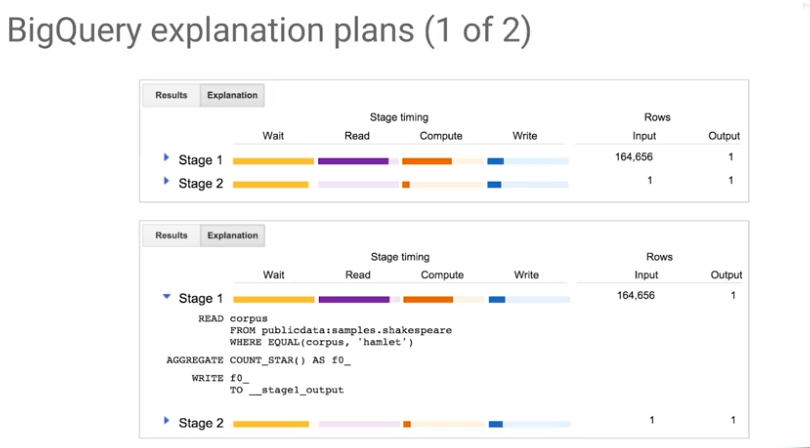 BigQuery explanation plans (1 of 2)
Results Explanation
Stage timing Rows
Wait Read Compute Write Input Output
Stage 1 164,656 1
Stage 2 1 1
Results Explanation
Stage timing Rows
Wait Read Compute Write Input Output
Stage 1 164,656 1
READ corpus
FROM publicdata:samples.shakespeare
WHERE EQUAL(corpus, 'hamlet')
AGGREGATE COUNT_STAR() AS f0_
WRITE f0_
TO __stage1_output
Stage 2 1 1